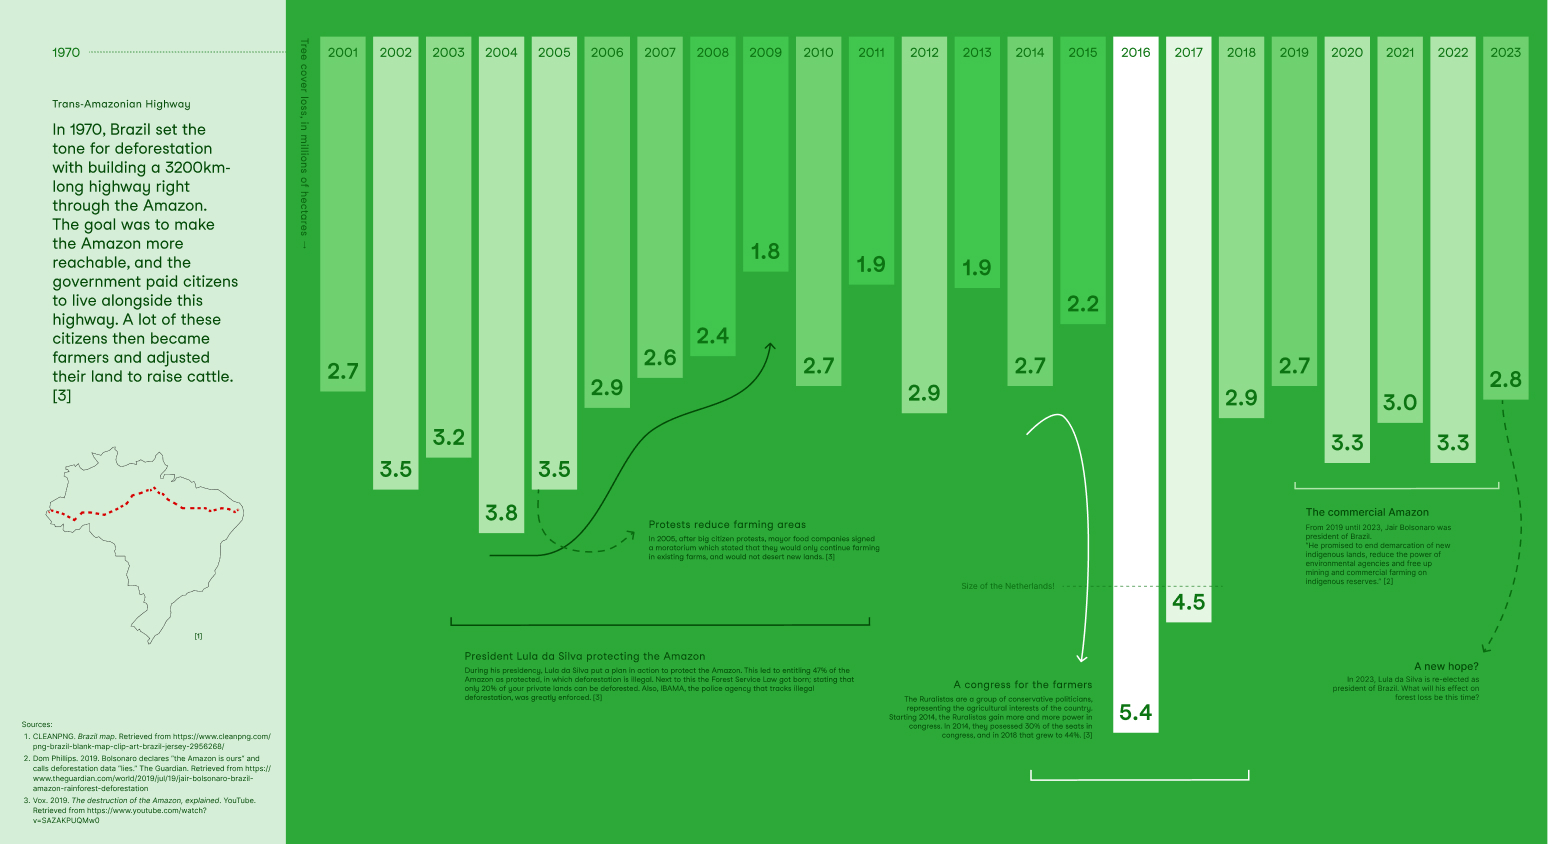 1970
Trans-Amazonian Highway
In 1970, Brazil set the
tone for deforestation
with building a 3200km-
long highway right
through the Amazon.
The goal was to make
the Amazon more
reachable, and the
government paid citizens
to live alongside this
highway. A lot of these
citizens then became
farmers and adjusted
their land to raise cattle.
[3]
[1]
Sources:
1. CLEANPNG. Brazil map. Retrieved from https://www.cleanpng.com/
png-brazil-blank-map-clip-art-brazil-jersey-2956268/
2. Dom Phillips. 2019. Bolsonaro declares "the Amazon is ours" and
calls deforestation data "lies." The Guardian. Retrieved from https://
www.theguardian.com/world/2019/jul/19/jair-bolsonaro-brazil-
amazon-rainforest-deforestation
3. Vox. 2019. The destruction of the Amazon, explained. YouTube.
Retrieved from https://www.youtube.com/watch?
v=SAZAKPUQMw0
Tree cover loss, in millions of hectares →
2001 2002 2003 2004 2005 2006 2007 2008 2009 2010 2011 2012 2013 2014 2015 2016 2017 2018 2019 2020 2021 2022 2023
2.7
3.5
3.2
3.8
3.5
2.9
2.6
2.4
1.8
2.7
1.9
2.9
1.9
2.7
2.2
5.4
4.5
2.9
2.7
3.3
3.0
3.3
2.8
Protests reduce farming areas
In 2005, after big citizen protests, mayor food companies signed
a moratorium which stated that they would only continue farming
in existing farms, and would not desert new lands. [3]
President Lula da Silva protecting the Amazon
During his presidency, Lula da Silva put a plan in action to protect the Amazon. This led to entitling 47% of the
Amazon as protected, in which deforestation is illegal. Next to this the Forest Service Law got born; stating that
only 20% of your private lands can be deforested. Also, IBAMA, the police agency that tracks illegal
deforestation, was greatly enforced. [3]
Size of the Netherlands!
A congress for the farmers
The Ruralistas are a group of conservative politicians,
representing the agricultural interests of the country.
Starting 2014, the Ruralistas gain more and more power in
congress. In 2014, they posessed 30% of the seats in
congress, and in 2016 that grew to 44%. [3]
The commercial Amazon
From 2019 until 2023, Jair Bolsonaro was
president of Brazil.
"He promised to end demarcation of new
indigenous lands, reduce the power of
environmental agencies and free up
mining and commercial farming on
indigenous reserves." [2]
A new hope?
In 2023, Lula da Silva is re-elected as
president of Brazil. What will his effect on
forest loss be this time?